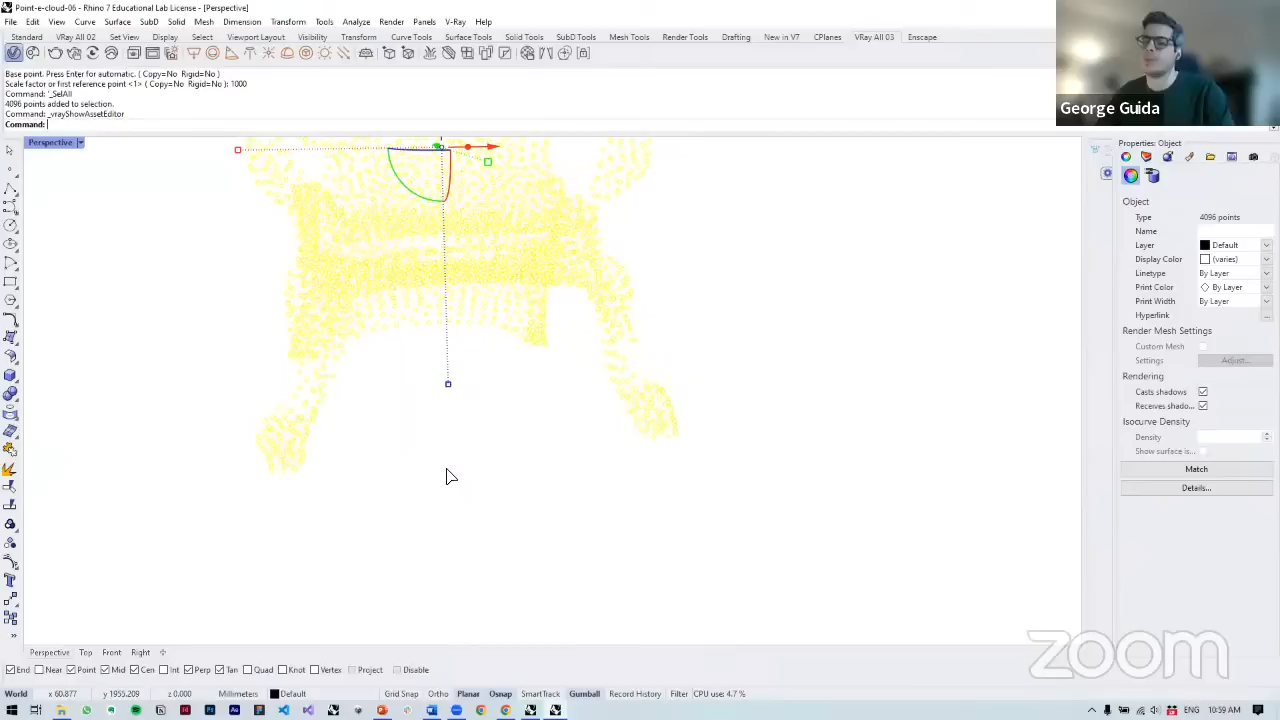 Point-e-cloud-06 - Rhino 7 Educational Lab License - [Perspective]
File Edit View Curve Surface SubD Solid Mesh Dimension Transform Tools Analyze Render Panels V-Ray Help
Standard VRay All 02 Set View Display Select Viewport Layout Visibility Transform Curve Tools Surface Tools Solid Tools SubD Tools Mesh Tools Render Tools Drafting New in V7 CPlanes VRay All 03 Enscape
Base point. Press Enter for automatic. ( Copy=No Rigid=No )
Scale factor or first reference point <1> ( Copy=No Rigid=No ): 1000
Command: '_SelAll
4096 points added to selection.
Command: _vrayShowAssetEditor
Command:
George Guida
Perspective
Properties: Object
Object
Type 4096 points
Name
Layer Default
Display Color (varies)
Linetype By Layer
Print Color By Layer
Print Width By Layer
Hyperlink ...
Render Mesh Settings
Custom Mesh
Settings Adjust...
Rendering
Casts shadows
Receives shado...
Isocurve Density
Density
Show surface is...
Match
Details...
zoom
Perspective Top Front Right
End Near Point Mid Cen Int Perp Tan Quad Knot Vertex Project Disable
World x 60.877 y 1955.209 z 0.000 Millimeters Default Grid Snap Ortho Planar Osnap SmartTrack Gumball Record History Filter CPU use: 4.7 %
10:59 AM